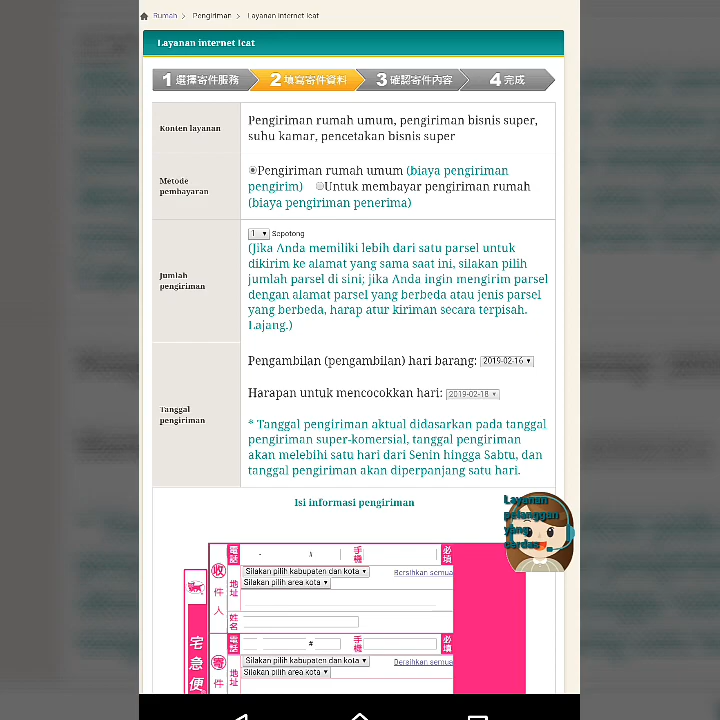 Rumah > Pengiriman > Layanan internet Icat
Layanan internet Icat
1 選擇寄件服務 2 填寫寄件資料 3 確認寄件內容 4 完成
Konten layanan
Pengiriman rumah umum, pengiriman bisnis super,
suhu kamar, pencetakan bisnis super
Metode
pembayaran
Pengiriman rumah umum (biaya pengiriman
pengirim) Untuk membayar pengiriman rumah
(biaya pengiriman penerima)
Jumlah
pengiriman
1 Sepotong
(Jika Anda memiliki lebih dari satu parsel untuk
dikirim ke alamat yang sama saat ini, silakan pilih
jumlah parsel di sini; jika Anda ingin mengirim parsel
dengan alamat parsel yang berbeda atau jenis parsel
yang berbeda, harap atur kiriman secara terpisah.
Lajang.)
Tanggal
pengiriman
Pengambilan (pengambilan) hari barang: 2019-02-16
Harapan untuk mencocokkan hari: 2019-02-18
* Tanggal pengiriman aktual didasarkan pada tanggal
pengiriman super-komersial, tanggal pengiriman
akan melebihi satu hari dari Senin hingga Sabtu, dan
tanggal pengiriman akan diperpanjang satu hari.
Isi informasi pengiriman
Layanan
pelanggan
yang
cerdas
宅急便
收件人
電話 - # 手機 必填
地址 Silakan pilih kabupaten dan kota Bersihkan semua
Silakan pilih area kota
姓名
寄件
電話 # 手機 必填
地址 Silakan pilih kabupaten dan kota Bersihkan semua
Silakan pilih area kota